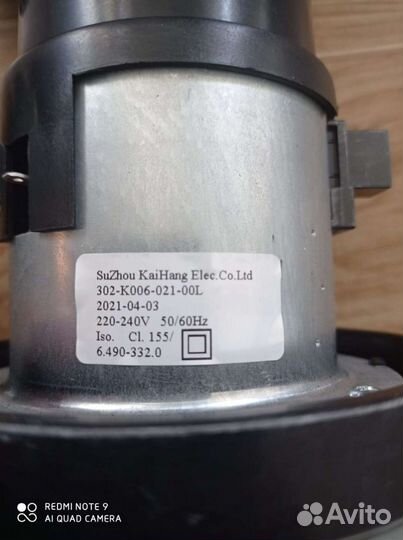 SuZhou KaiHang Elec.Co.Ltd
302-K006-021-00L
2021-04-03
220-240V 50/60Hz
Iso. Cl. 155/
6.490-332.0
REDMI NOTE 9
AI QUAD CAMERA
Avito